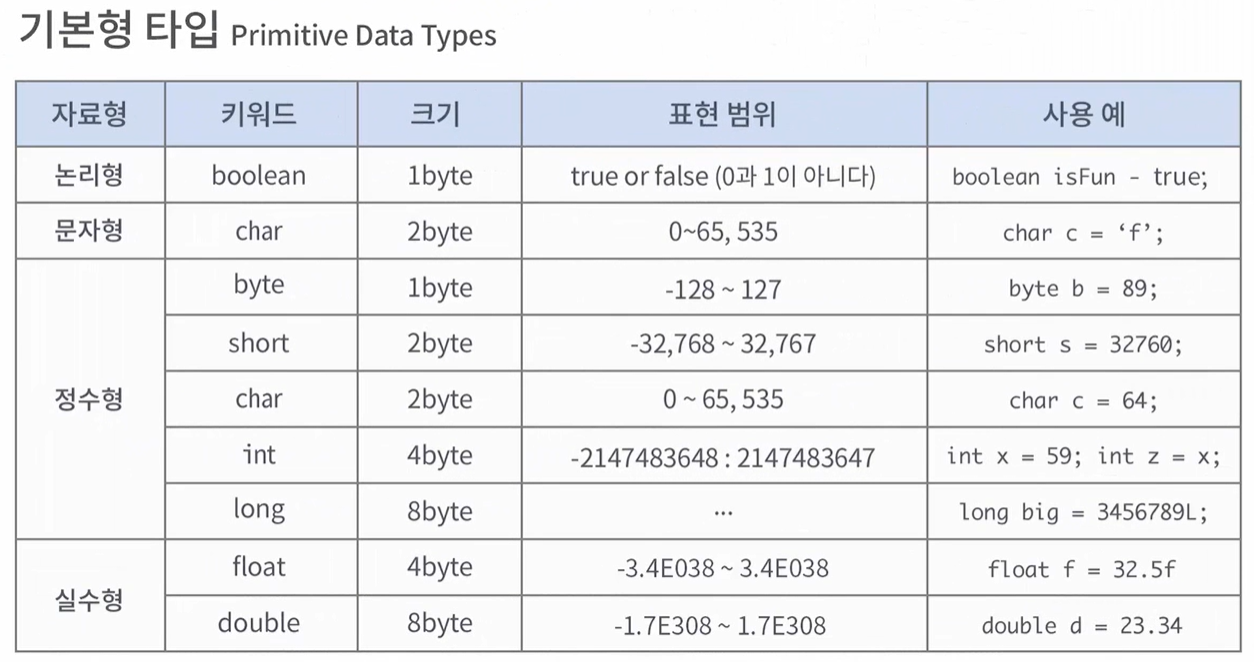 기본형 타입 Primitive Data Types
자료형 키워드 크기 표현 범위 사용 예
논리형 boolean 1byte true or false (0과 1이 아니다) boolean isFun – true;
문자형 char 2byte 0~65, 535 char c = ‘f’;
byte 1byte -128 ~ 127 byte b = 89;
short 2byte -32,768 ~ 32,767 short s = 32760;
정수형 char 2byte 0 ~ 65, 535 char c = 64;
int 4byte -2147483648 : 2147483647 int x = 59; int z = x;
long 8byte ... long big = 3456789L;
실수형 float 4byte -3.4E038 ~ 3.4E038 float f = 32.5f
double 8byte -1.7E308 ~ 1.7E308 double d = 23.34